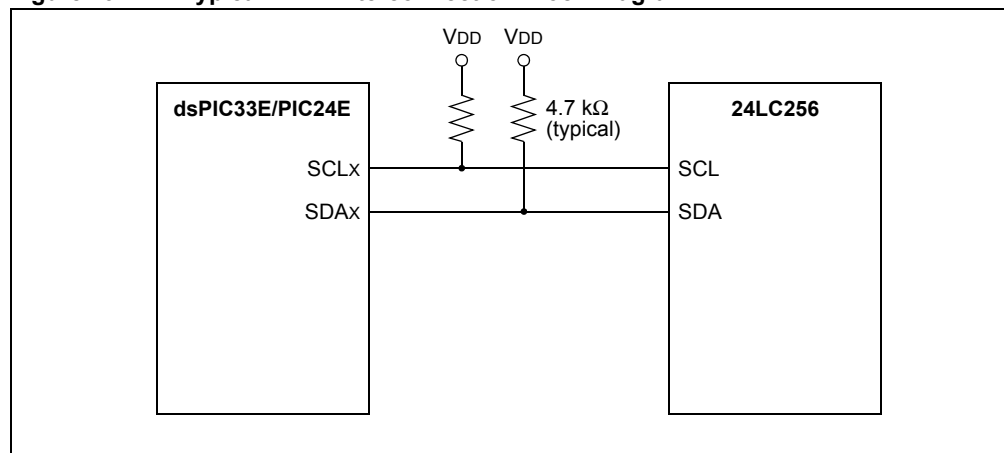 VDD VDD
dsPIC33E/PIC24E
4.7 kΩ
(typical)
24LC256
SCLx
SCL
SDAx
SDA